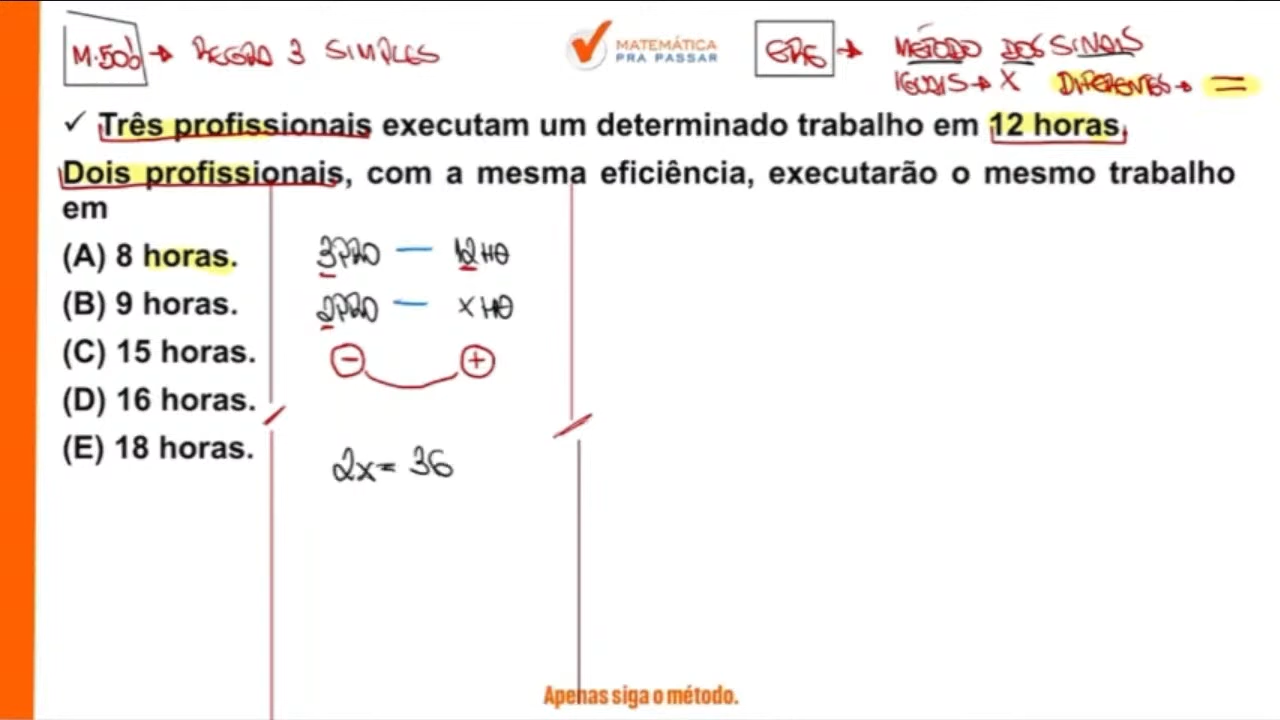 M.50! → REGRA 3 SIMPLES
MATEMÁTICA
PRA PASSAR
→ MÉTODO DOS SINAIS
IGUAIS → X DIFERENTES → =
✓ Três profissionais executam um determinado trabalho em 12 horas.
Dois profissionais, com a mesma eficiência, executarão o mesmo trabalho
em
(A) 8 horas.
(B) 9 horas.
(C) 15 horas.
(D) 16 horas.
(E) 18 horas.
3PRO — 12HO
2PRO — XHO
- +
2x = 36
Apenas siga o método.